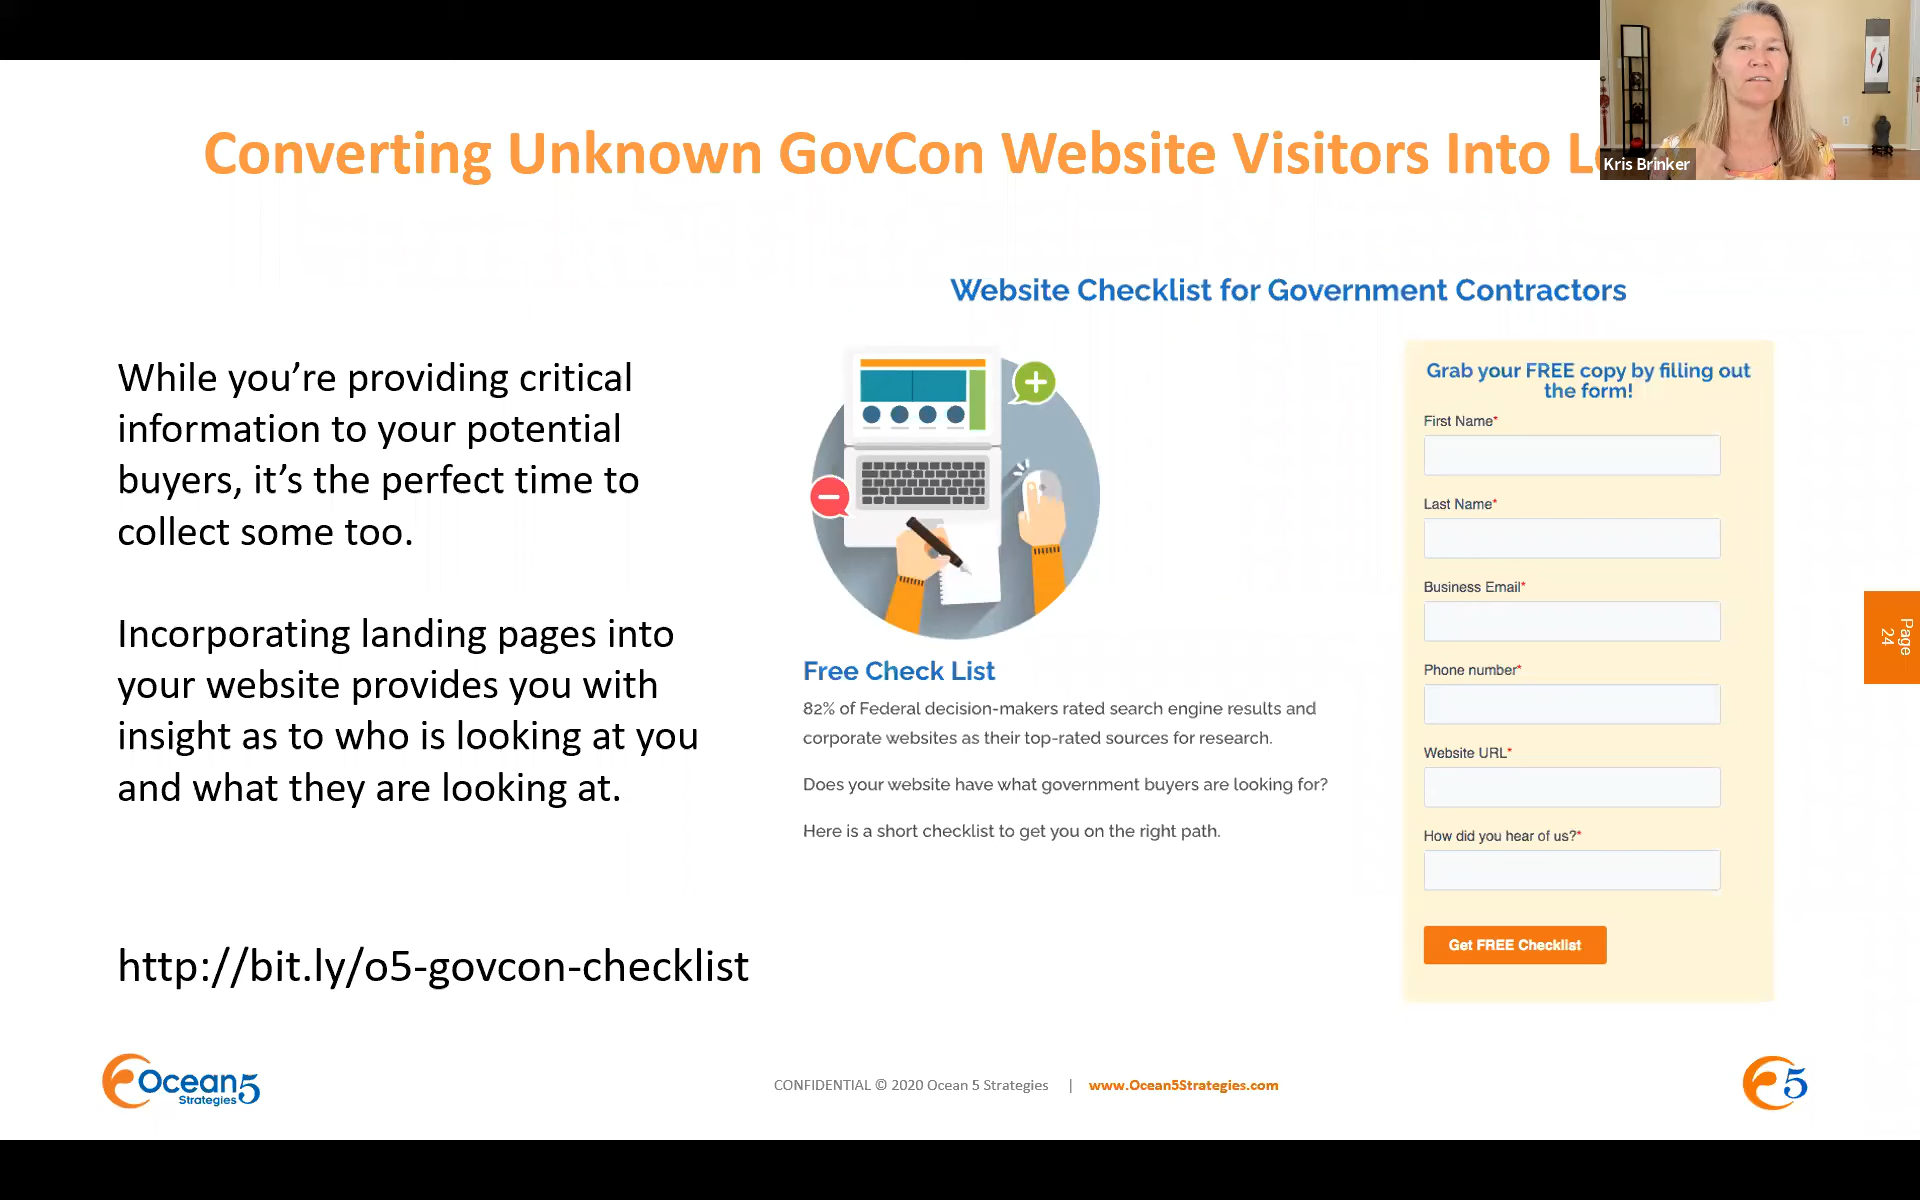 Converting Unknown GovCon Website Visitors Into
Kris Brinker
While you're providing critical
information to your potential
buyers, it's the perfect time to
collect some too.
Incorporating landing pages into
your website provides you with
insight as to who is looking at you
and what they are looking at.
http://bit.ly/o5-govcon-checklist
Website Checklist for Government Contractors
Free Check List
82% of Federal decision-makers rated search engine results and
corporate websites as their top-rated sources for research.
Does your website have what government buyers are looking for?
Here is a short checklist to get you on the right path.
Grab your FREE copy by filling out
the form!
First Name*
Last Name*
Business Email*
Phone number*
Website URL*
How did you hear of us?*
Get FREE Checklist
Page
24
Ocean5
Strategies
CONFIDENTIAL © 2020 Ocean 5 Strategies | www.Ocean5Strategies.com
5